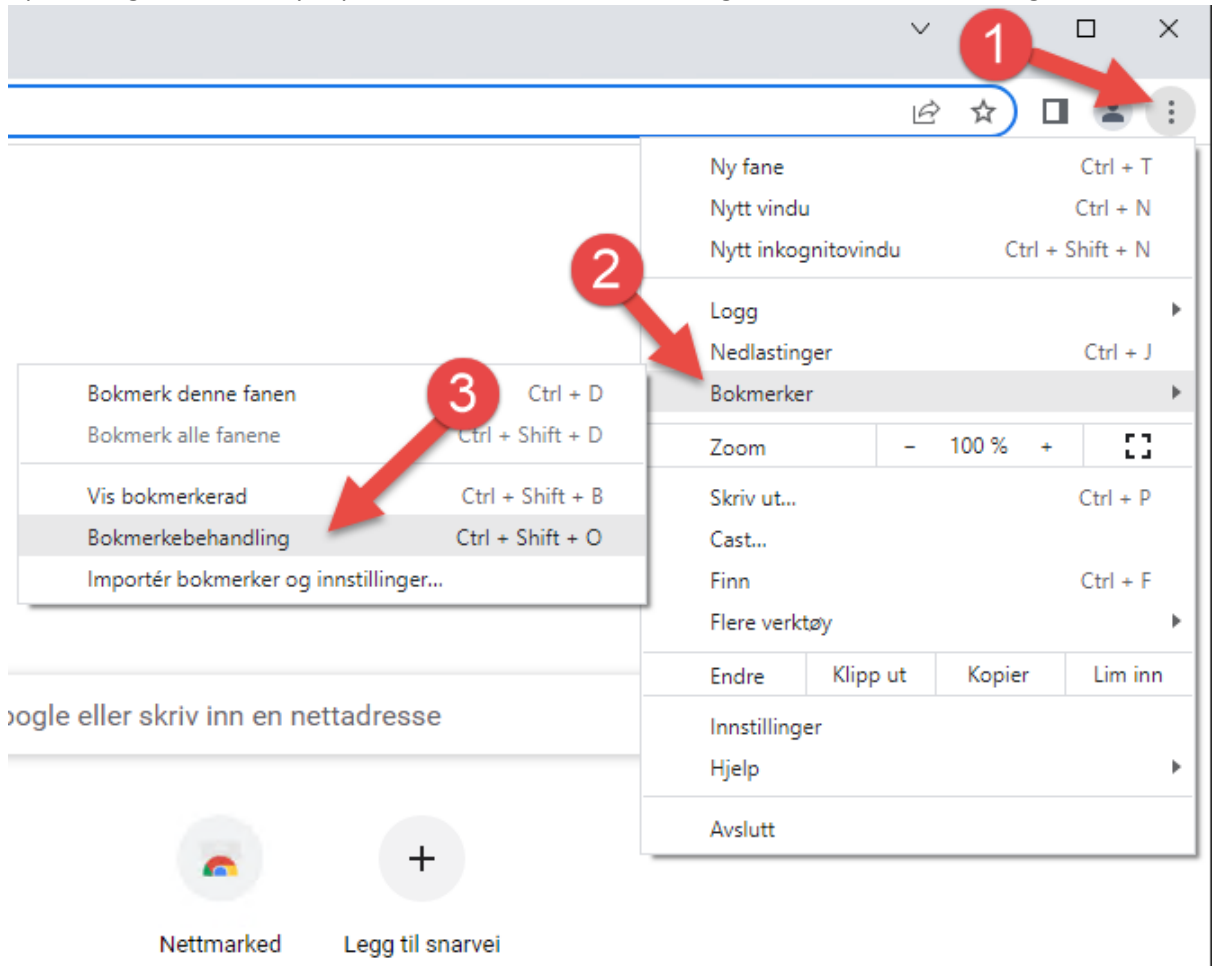 1
Ny fane Ctrl + T
Nytt vindu Ctrl + N
Nytt inkognitovindu Ctrl + Shift + N
2
Logg
Nedlastinger Ctrl + J
Bokmerker
3
Bokmerk denne fanen Ctrl + D
Bokmerk alle fanene Ctrl + Shift + D
Vis bokmerkerad Ctrl + Shift + B
Bokmerkebehandling Ctrl + Shift + O
Importér bokmerker og innstillinger...
Zoom - 100 % +
Skriv ut... Ctrl + P
Cast...
Finn Ctrl + F
Flere verktøy
Endre Klipp ut Kopier Lim inn
Innstillinger
Hjelp
Avslutt
oogle eller skriv inn en nettadresse
Nettmarked Legg til snarvei